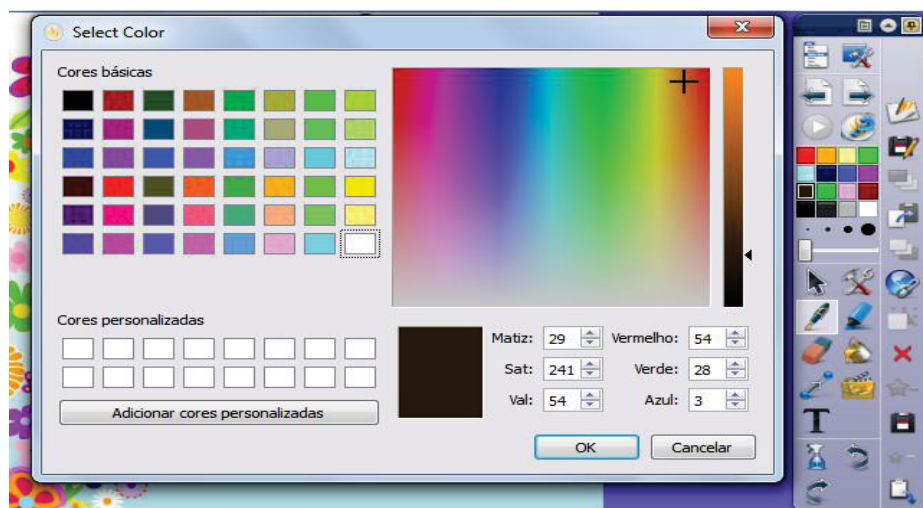 Select Color
Cores básicas
Cores personalizadas
Adicionar cores personalizadas
Matiz: 29 Vermelho: 54
Sat: 241 Verde: 28
Val: 54 Azul: 3
OK Cancelar
T